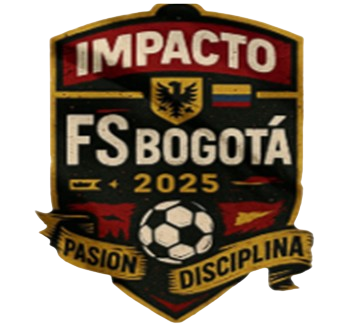 IMPACTO
FS BOGOTÁ
2025
PASIÓN
DISCIPLINA